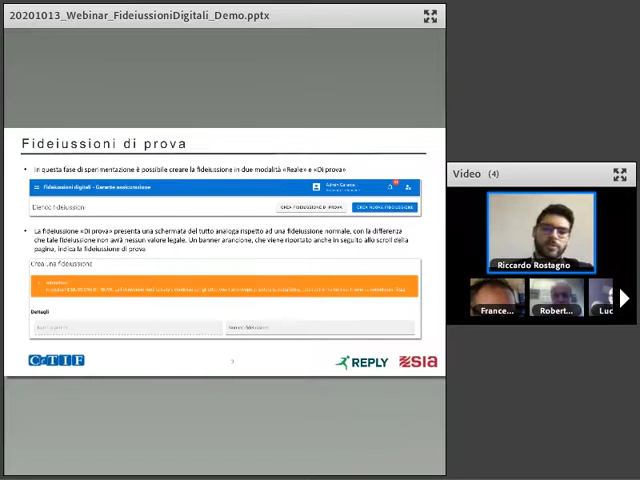 20201013_Webinar_FideiussioniDigitali_Demo.pptx
Fideiussioni di prova
• In questa fase di sperimentazione è possibile creare la fideiussione in due modalità «Reale» e «Di prova»
Fideiussioni digitali - Garante assicurazione
Admin Garante
Elenco fideiussioni
CREA FIDEIUSSIONE DI PROVA
CREA NUOVA FIDEIUSSIONE
• La fideiussione «Di prova» presenta una schermata del tutto analoga rispetto ad una fideiussione normale, con la differenza
che tale fideiussione non avrà nessun valore legale. Un banner arancione, che viene riportato anche in seguito allo scroll della
pagina, indica la fideiussione di prova
Crea una fideiussione
Dettagli
Nome fideiussione
CeTIF
REPLY
SIA
Video (4)
Riccardo Rostagno
France...
Robert...
Luc